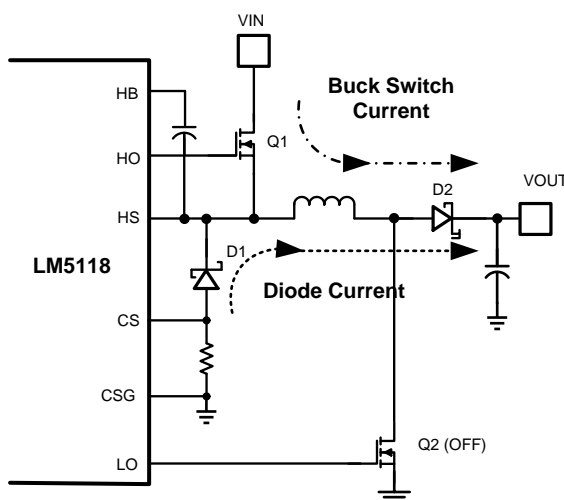 VIN
HB
Buck Switch
Current
HO
Q1
D2
VOUT
HS
LM5118
D1
Diode Current
CS
CSG
LO
Q2 (OFF)